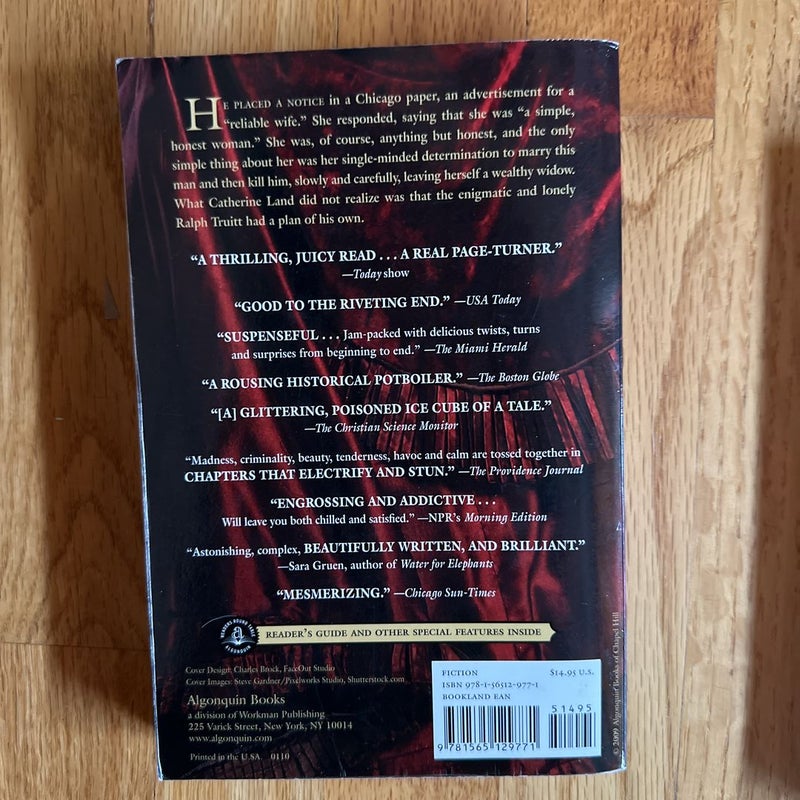 HE PLACED A NOTICE in a Chicago paper, an advertisement for a
"reliable wife." She responded, saying that she was "a simple,
honest woman." She was, of course, anything but honest, and the only
simple thing about her was her single-minded determination to marry this
man and then kill him, slowly and carefully, leaving herself a wealthy widow.
What Catherine Land did not realize was that the enigmatic and lonely
Ralph Truitt had a plan of his own.
"A THRILLING, JUICY READ . . . A REAL PAGE-TURNER."
—Today show
"GOOD TO THE RIVETING END." —USA Today
"SUSPENSEFUL . . . Jam-packed with delicious twists, turns
and surprises from beginning to end." —The Miami Herald
"A ROUSING HISTORICAL POTBOILER." —The Boston Globe
"[A] GLITTERING, POISONED ICE CUBE OF A TALE."
—The Christian Science Monitor
"Madness, criminality, beauty, tenderness, havoc and calm are tossed together in
CHAPTERS THAT ELECTRIFY AND STUN." —The Providence Journal
"ENGROSSING AND ADDICTIVE . . .
Will leave you both chilled and satisfied." —NPR's Morning Edition
"Astonishing, complex, BEAUTIFULLY WRITTEN, AND BRILLIANT."
—Sara Gruen, author of Water for Elephants
"MESMERIZING." —Chicago Sun-Times
READERS ROUND TABLE
a
ALGONQUIN
READER'S GUIDE AND OTHER SPECIAL FEATURES INSIDE
Cover Design: Charles Brock, FaceOut Studio
Cover Images: Steve Gardner/Pixelworks Studio, Shutterstock.com
Algonquin Books
a division of Workman Publishing
225 Varick Street, New York, NY 10014
www.algonquin.com
Printed in the U.S.A. 0110
FICTION $14.95 U.S.
ISBN 978-1-56512-977-1
BOOKLAND EAN
51495
9 781565 129771
© 2009 Algonquin Books of Chapel Hill